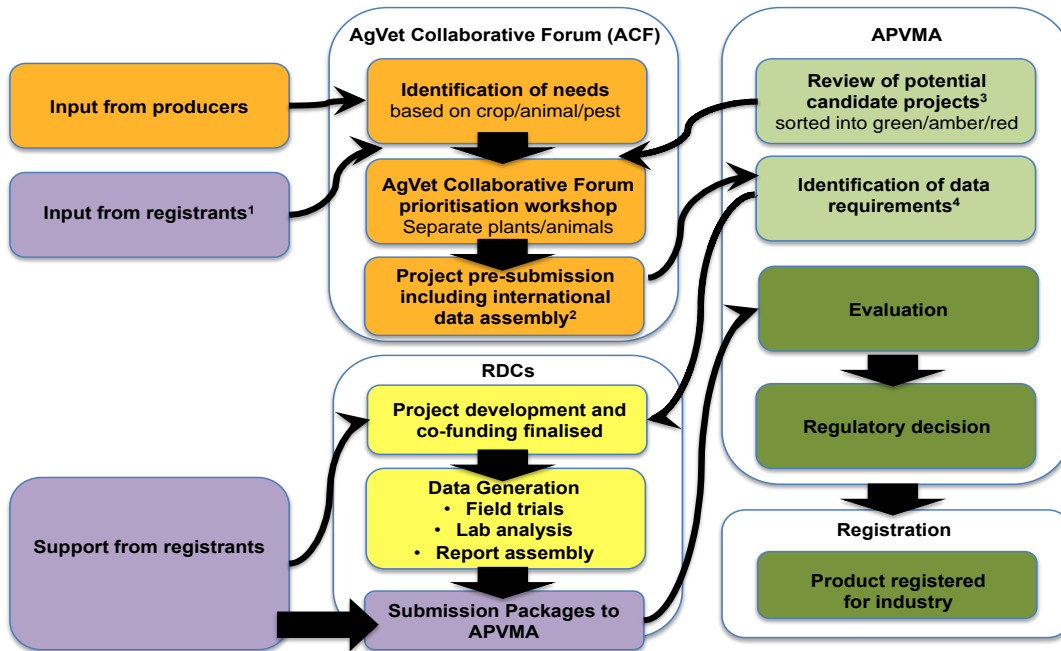 AgVet Collaborative Forum (ACF)
Input from producers
Input from registrants¹
Identification of needs
based on crop/animal/pest
AgVet Collaborative Forum
prioritisation workshop
Separate plants/animals
Project pre-submission
including international
data assembly²
APVMA
Review of potential
candidate projects³
sorted into green/amber/red
Identification of data
requirements⁴
Evaluation
Regulatory decision
RDCs
Project development and
co-funding finalised
Data Generation
• Field trials
• Lab analysis
• Report assembly
Support from registrants
Submission Packages to
APVMA
Registration
Product registered
for industry